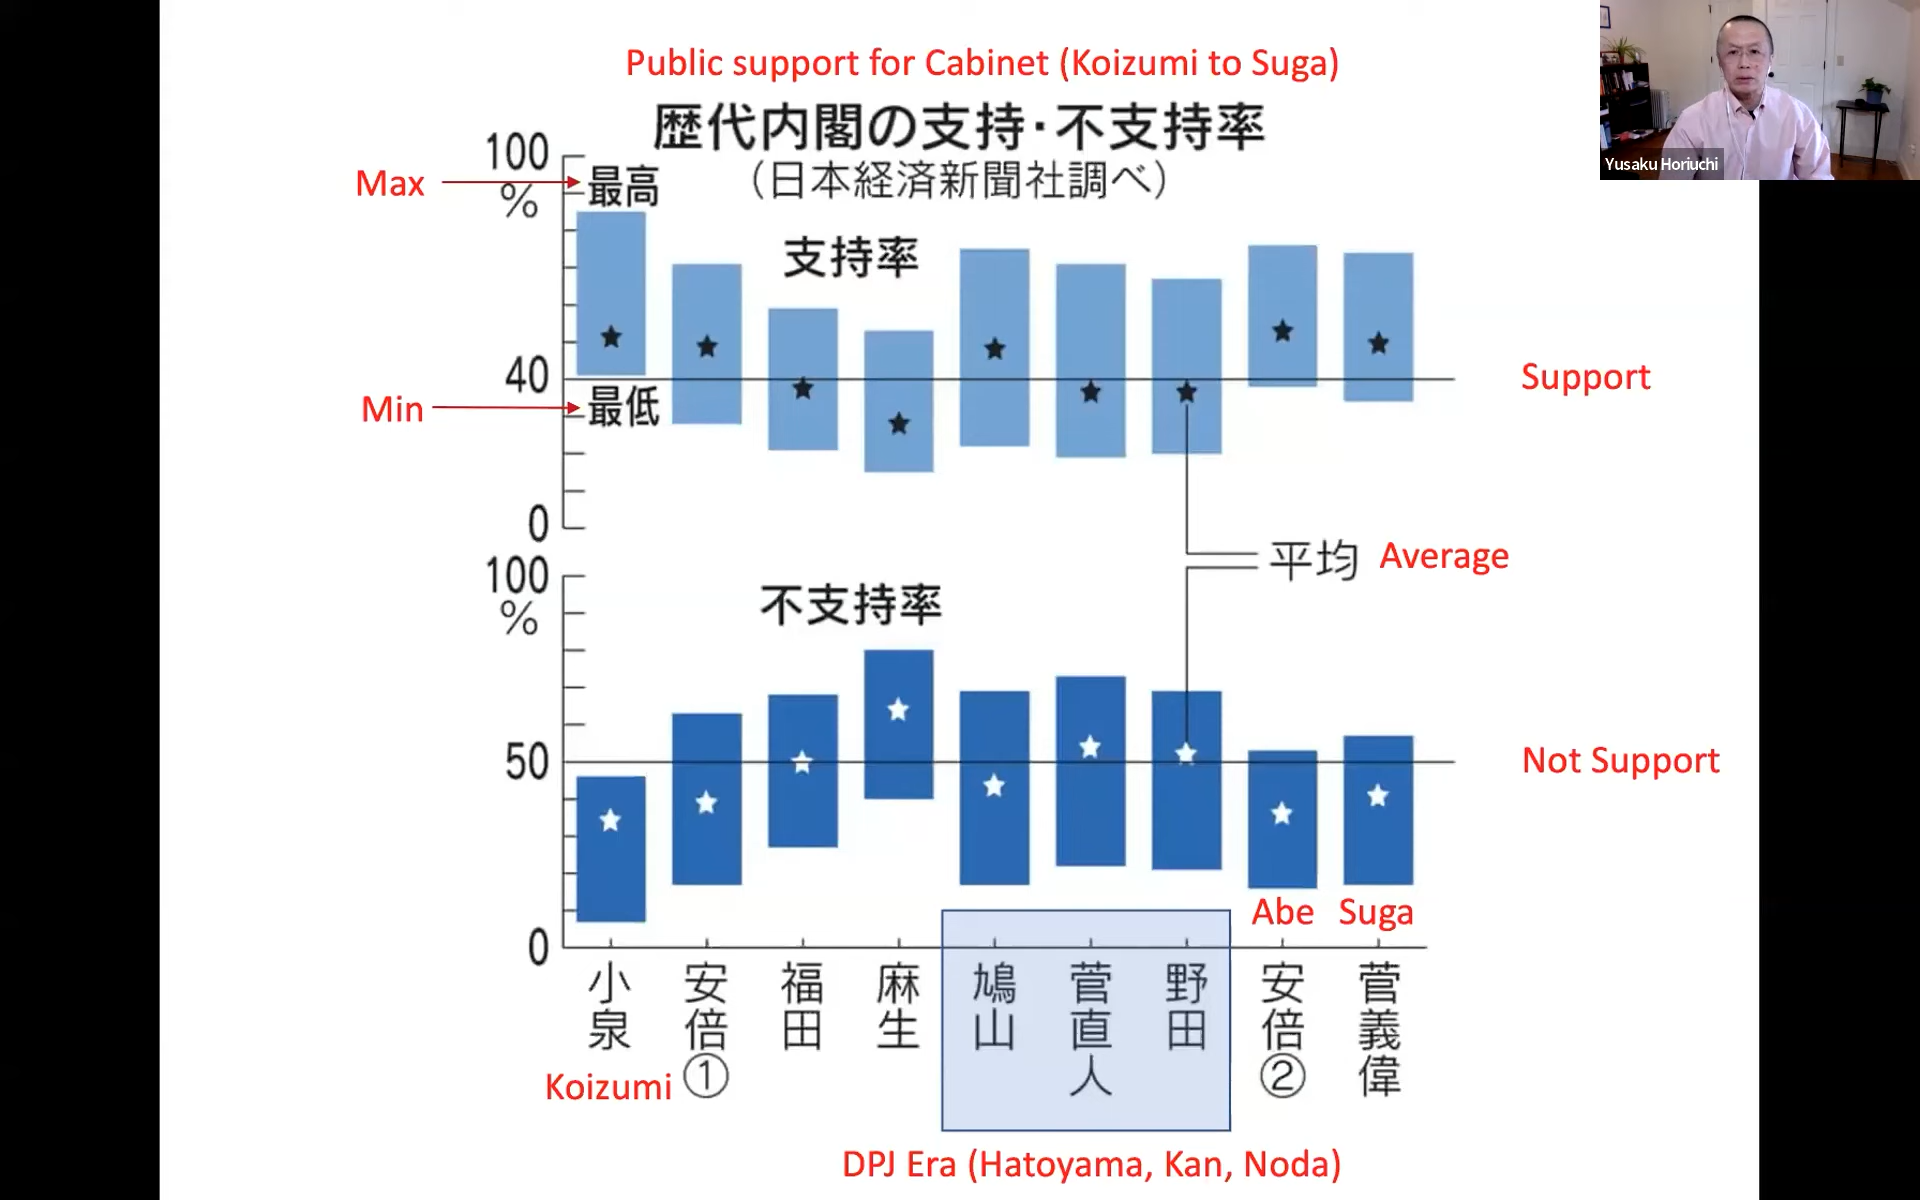 Public support for Cabinet (Koizumi to Suga)
歴代内閣の支持・不支持率
(日本経済新聞社調べ)
Yusaku Horiuchi
100
%
Max
最高
支持率
40
Support
Min
最低
0
平均 Average
100
%
不支持率
50
Not Support
0
Abe Suga
小泉
安倍①
福田
麻生
鳩山
菅直人
野田
安倍②
菅義偉
Koizumi
DPJ Era (Hatoyama, Kan, Noda)